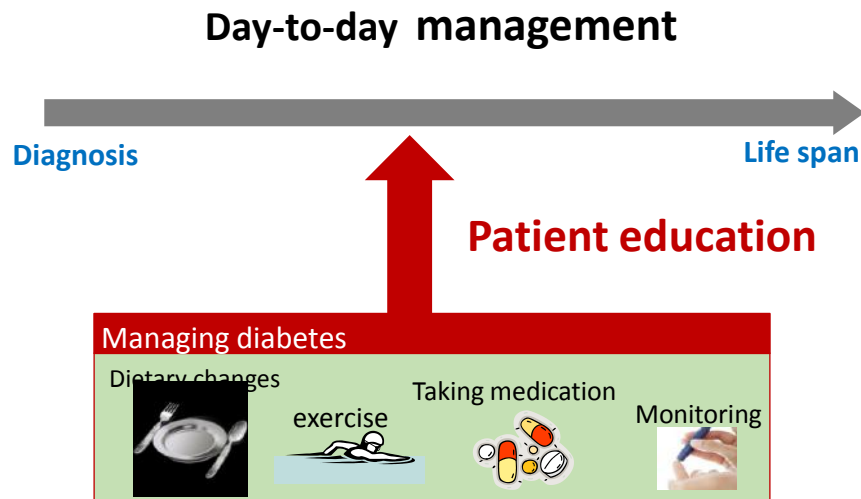 Day-to-day management
Diagnosis
Life span
Patient education
Managing diabetes
Dietary changes
exercise
Taking medication
Monitoring